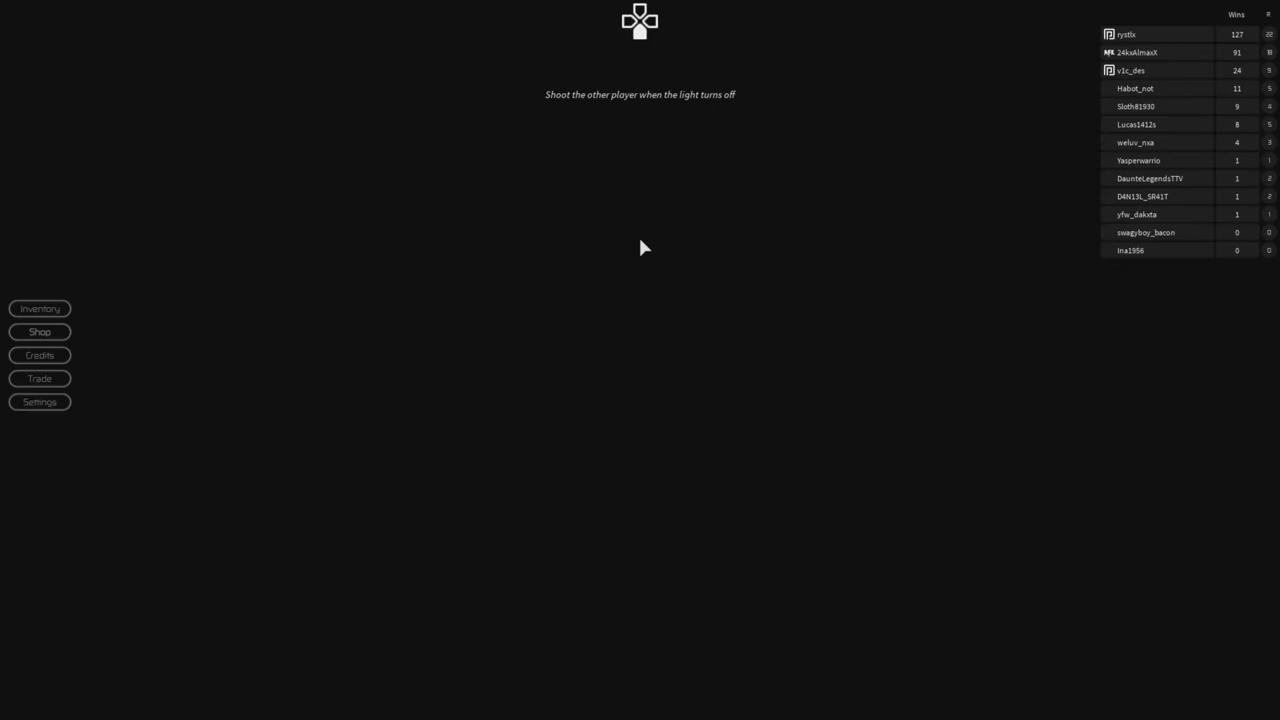 Wins R
rystlx 127 22
24kxAlmaxX 91 18
v1c_des 24 9
Habot_not 11 5
Sloth81930 9 4
Lucas1412s 8 5
weluv_nxa 4 3
Yasperwarrio 1 1
DaunteLegendsTTV 1 2
D4N13L_SR41T 1 2
yfw_dakxta 1 1
swagyboy_bacon 0 0
Ina1956 0 0
Shoot the other player when the light turns off
Inventory
Shop
Credits
Trade
Settings